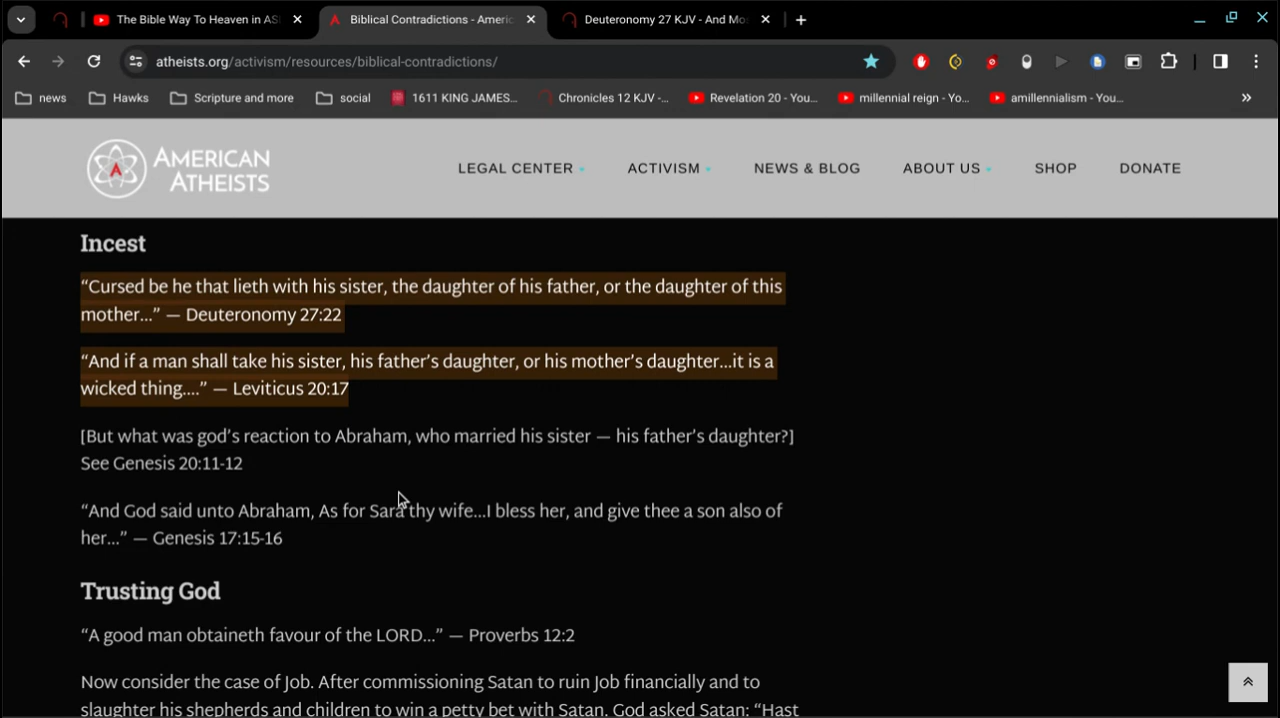 The Bible Way To Heaven in AS
Biblical Contradictions - Americ
Deuteronomy 27 KJV - And Mo
atheists.org/activism/resources/biblical-contradictions/
news
Hawks
Scripture and more
social
1611 KING JAMES...
Chronicles 12 KJV -...
Revelation 20 - You...
millennial reign - Yo...
amillennialism - You...
AMERICAN
ATHEISTS
LEGAL CENTER
ACTIVISM
NEWS & BLOG
ABOUT US
SHOP
DONATE
Incest
“Cursed be he that lieth with his sister, the daughter of his father, or the daughter of this
mother...” — Deuteronomy 27:22
“And if a man shall take his sister, his father’s daughter, or his mother’s daughter...it is a
wicked thing....” — Leviticus 20:17
[But what was god’s reaction to Abraham, who married his sister — his father’s daughter?]
See Genesis 20:11-12
“And God said unto Abraham, As for Sara thy wife...I bless her, and give thee a son also of
her...” — Genesis 17:15-16
Trusting God
“A good man obtaineth favour of the LORD...” — Proverbs 12:2
Now consider the case of Job. After commissioning Satan to ruin Job financially and to
slaughter his shepherds and children to win a petty bet with Satan. God asked Satan: “Hast